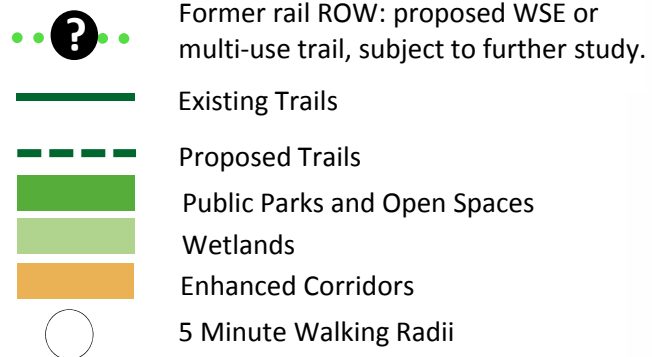 Former rail ROW: proposed WSE or
?
multi-use trail, subject to further study.
Existing Trails
Proposed Trails
Public Parks and Open Spaces
Wetlands
Enhanced Corridors
5 Minute Walking Radii